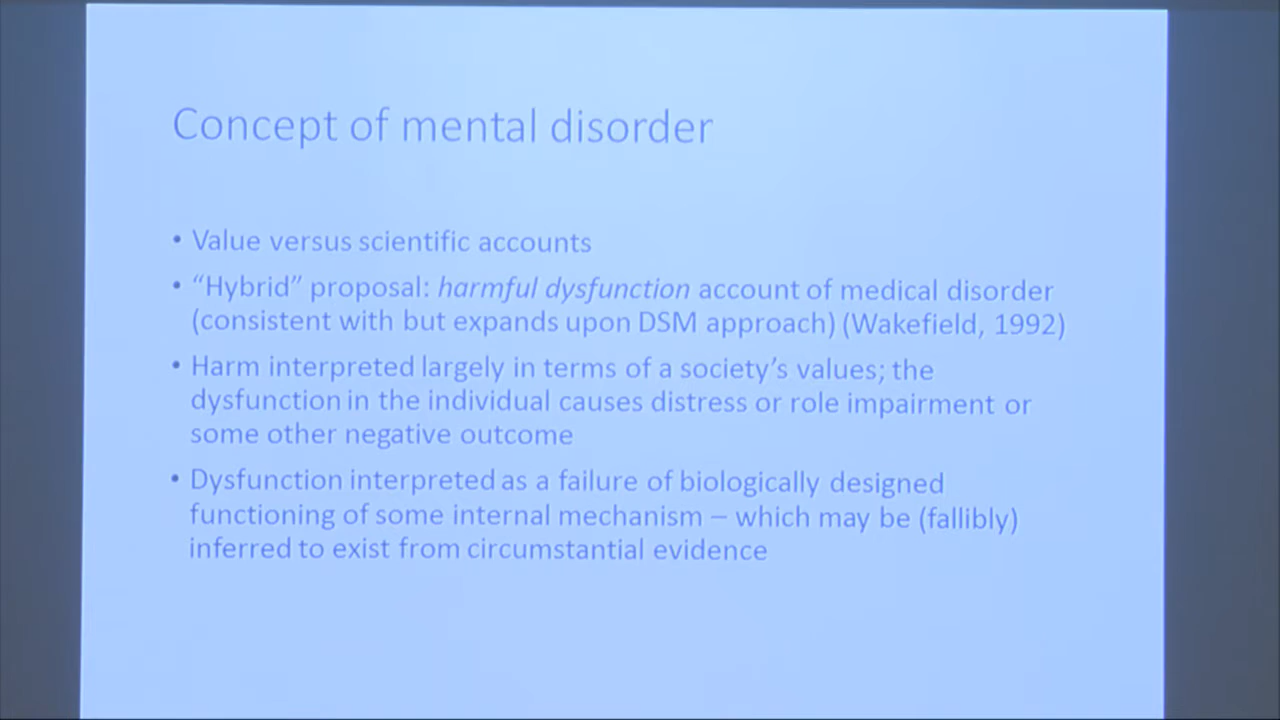 Concept of mental disorder
• Value versus scientific accounts
• “Hybrid” proposal: harmful dysfunction account of medical disorder
(consistent with but expands upon DSM approach) (Wakefield, 1992)
• Harm interpreted largely in terms of a society’s values; the
dysfunction in the individual causes distress or role impairment or
some other negative outcome
• Dysfunction interpreted as a failure of biologically designed
functioning of some internal mechanism – which may be (fallibly)
inferred to exist from circumstantial evidence